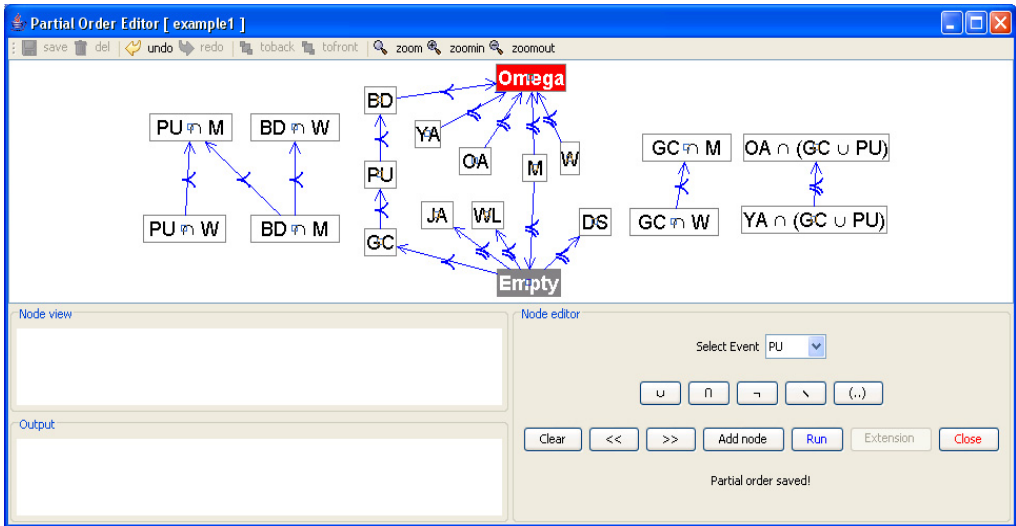 Partial Order Editor [ example1 ]
save del undo redo toback tofront zoom zoomin zoomout
Omega
BD
YA
PU ∩ M
BD ∩ W
OA
M
W
GC ∩ M
OA ∩ (GC ∪ PU)
PU
JA
WL
DS
PU ∩ W
BD ∩ M
GC
GC ∩ W
YA ∩ (GC ∪ PU)
Empty
Node view
Node editor
Select Event PU
∪ ∩ ¬ \ (..)
Output
Clear << >> Add node Run Extension Close
Partial order saved!